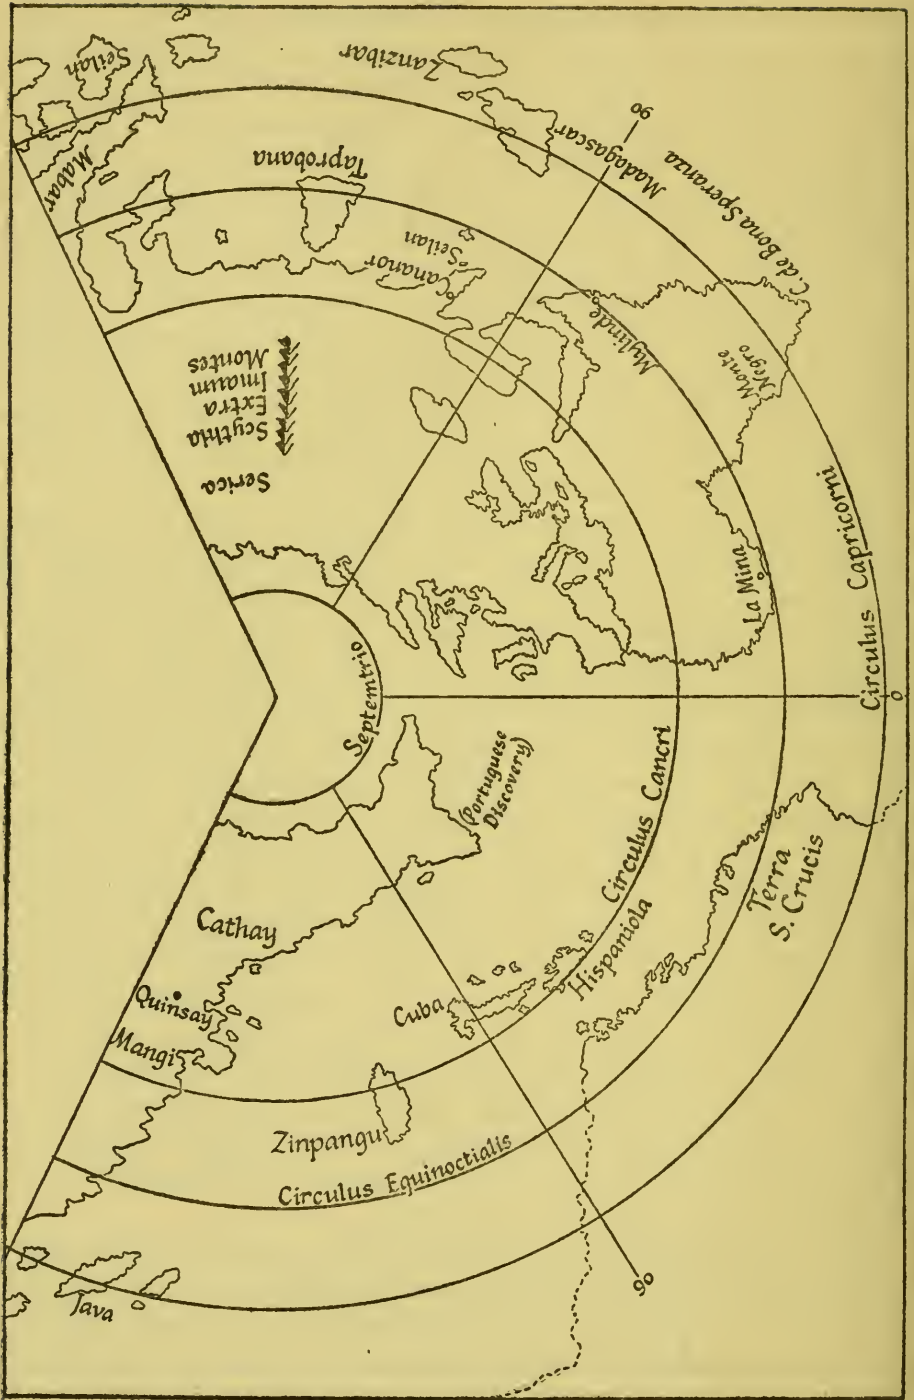 Seilan
Zanzibar
Mabar
Taprobana
Madagascar
90
C. de Bona Speranza
Seilan
Cananor
Mylinde
Monte
Negro
Serica
Scythia
Extra
Imaum
Montes
La Mina
Circulus Capricorni
0
Septemtrio
(Portuguese
Discovery)
Circulus Cancri
Terra
S. Crucis
Hispaniola
Cuba
Cathay
Quinsay
Mangi
Zinpangu
Circulus Equinoctialis
90
Java